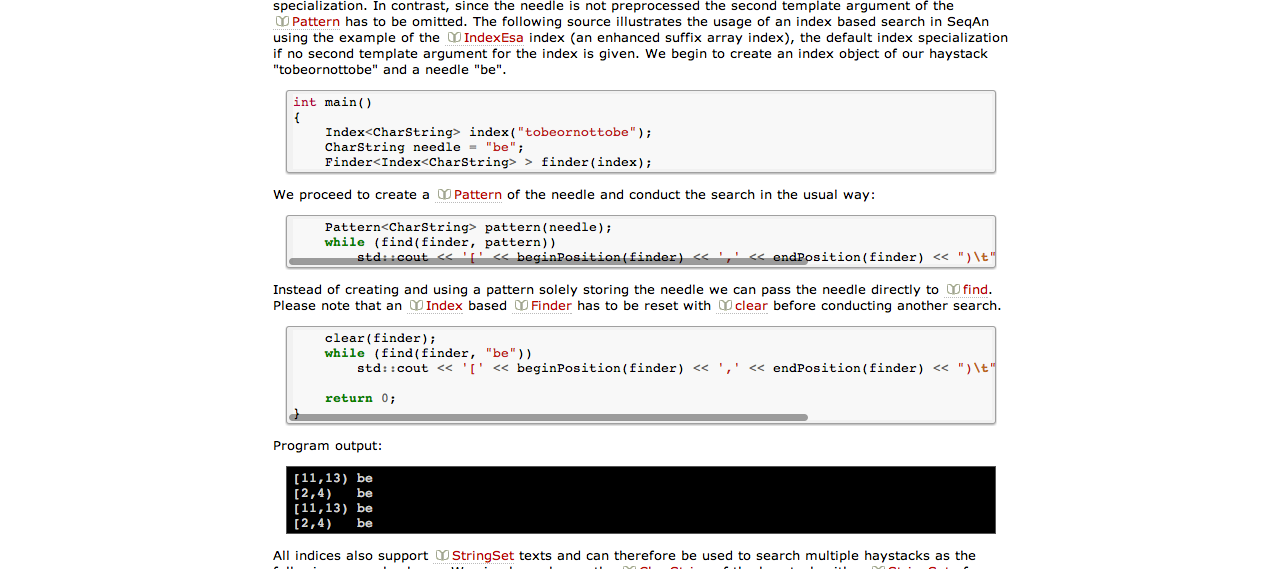 specialization. In contrast, since the needle is not preprocessed the second template argument of the
Pattern has to be omitted. The following source illustrates the usage of an index based search in SeqAn
using the example of the IndexEsa index (an enhanced suffix array index), the default index specialization
if no second template argument for the index is given. We begin to create an index object of our haystack
"tobeornottobe" and a needle "be".
int main()
{
    Index<CharString> index("tobeornottobe");
    CharString needle = "be";
    Finder<Index<CharString> > finder(index);
We proceed to create a Pattern of the needle and conduct the search in the usual way:
    Pattern<CharString> pattern(needle);
    while (find(finder, pattern))
        std::cout << '[' << beginPosition(finder) << ',' << endPosition(finder) << ")\t"
Instead of creating and using a pattern solely storing the needle we can pass the needle directly to find.
Please note that an Index based Finder has to be reset with clear before conducting another search.
    clear(finder);
    while (find(finder, "be"))
        std::cout << '[' << beginPosition(finder) << ',' << endPosition(finder) << ")\t"
    return 0;
}
Program output:
[11,13) be
[2,4)   be
[11,13) be
[2,4)   be
All indices also support StringSet texts and can therefore be used to search multiple haystacks as the